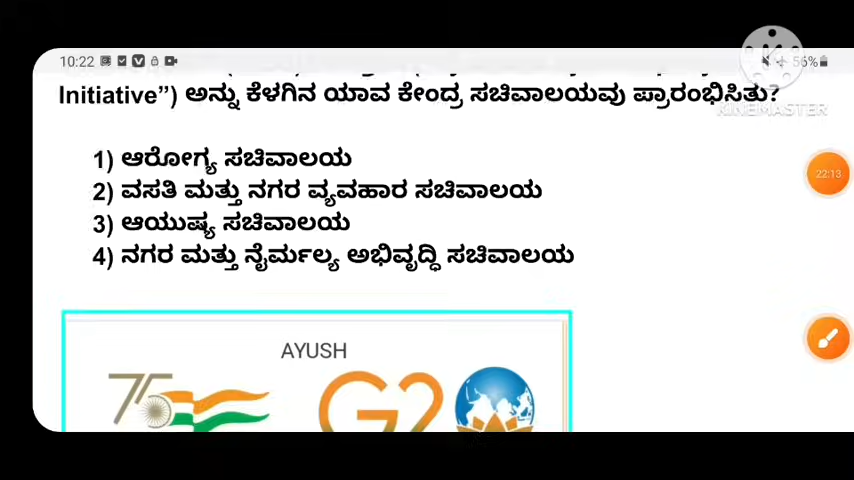 10:22
56%
Initiative”) ಅನ್ನು ಕೆಳಗಿನ ಯಾವ ಕೇಂದ್ರ ಸಚಿವಾಲಯವು ಪ್ರಾರಂಭಿಸಿತು?
KINEMASTER
1) ಆರೋಗ್ಯ ಸಚಿವಾಲಯ
2) ವಸತಿ ಮತ್ತು ನಗರ ವ್ಯವಹಾರ ಸಚಿವಾಲಯ
22:13
3) ಆಯುಷ್ಯ ಸಚಿವಾಲಯ
4) ನಗರ ಮತ್ತು ನೈರ್ಮಲ್ಯ ಅಭಿವೃದ್ಧಿ ಸಚಿವಾಲಯ
AYUSH
75 G20